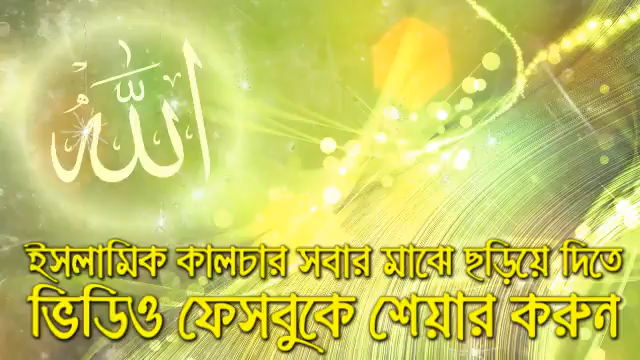 الله
ইসলামিক কালচার সবার মাঝে ছড়িয়ে দিতে
ভিডিও ফেসবুকে শেয়ার করুন